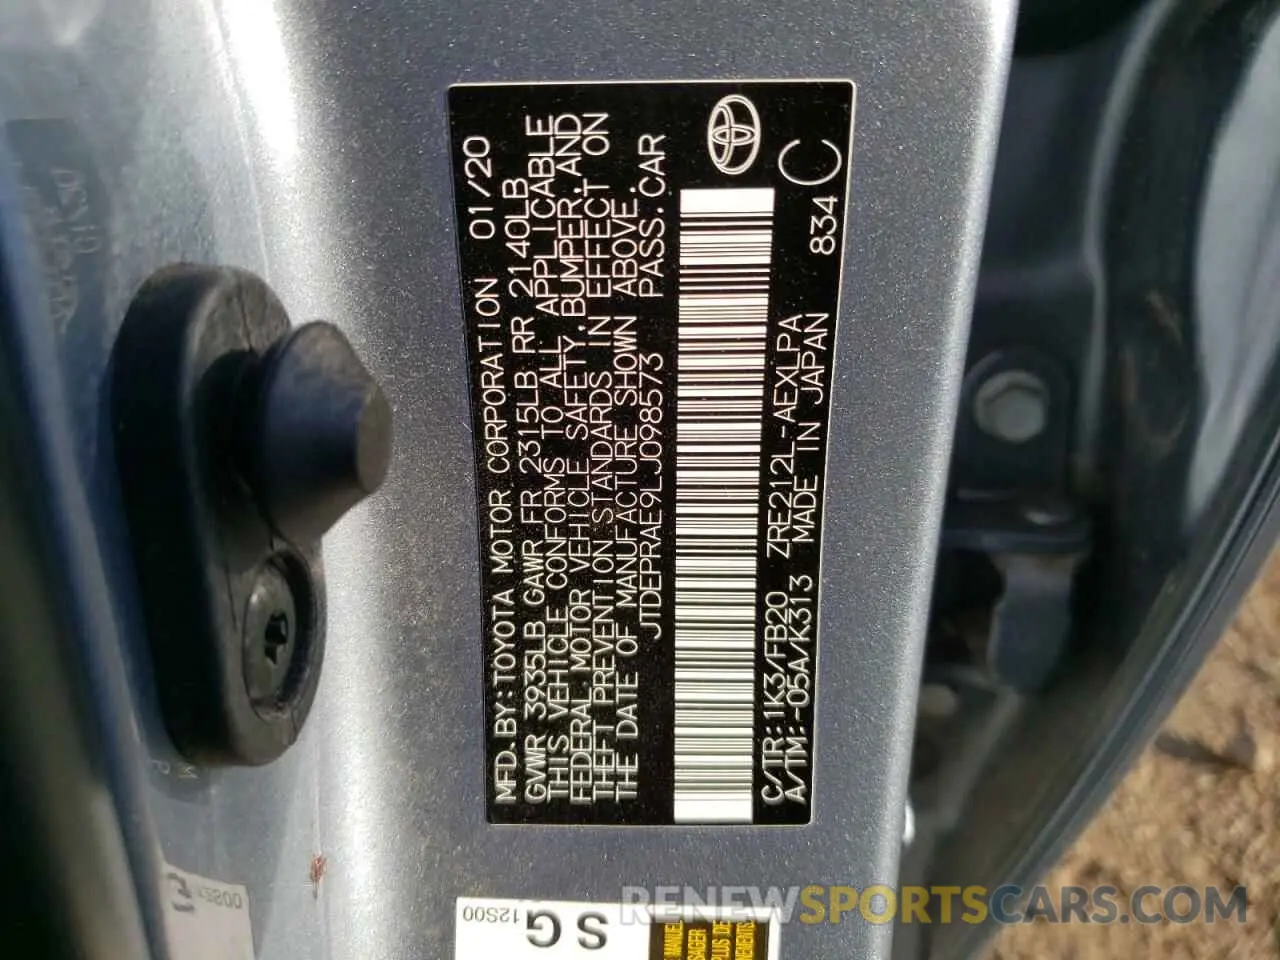 MFD. BY: TOYOTA MOTOR CORPORATION 01/20
GVWR 3935LB GAWR FR 2315LB RR 2140LB
THIS VEHICLE CONFORMS TO ALL APPLICABLE
FEDERAL MOTOR VEHICLE SAFETY, BUMPER, AND
THEFT PREVENTION STANDARDS IN EFFECT ON
THE DATE OF MANUFACTURE SHOWN ABOVE.
JTDEPRAE9LJ098573 PASS. CAR
C/TR: 1K3/FB20 ZRE212L-AEXLPA 834
A/TM: -05A/K313 MADE IN JAPAN
C
SG
12S00
RENEWSPORTSCARS.COM